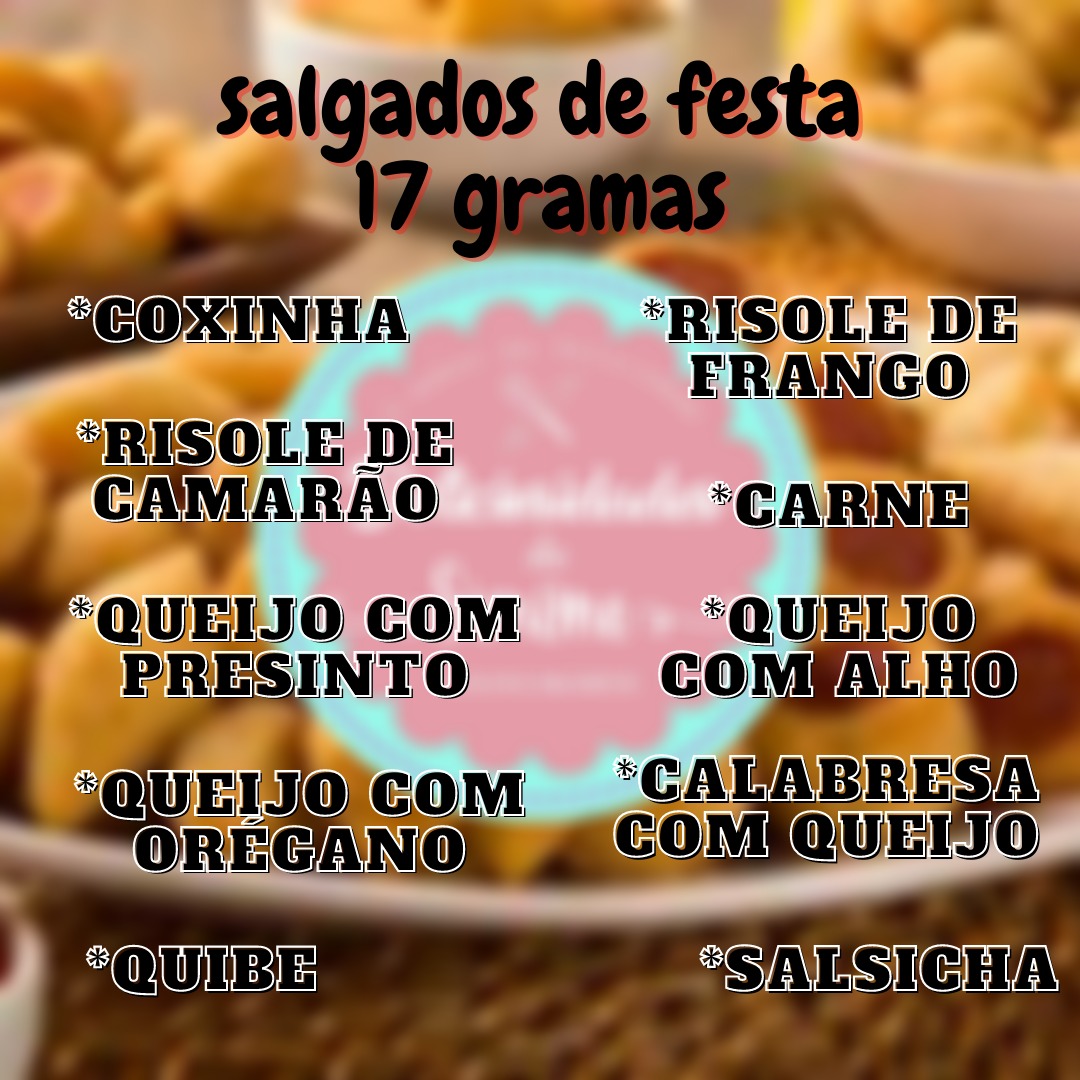 salgados de festa
17 gramas
*COXINHA
*RISOLE DE
CAMARÃO
*QUEIJO COM
PRESINTO
*QUEIJO COM
ORÉGANO
*QUIBE
*RISOLE DE
FRANGO
*CARNE
*QUEIJO
COM ALHO
*CALABRESA
COM QUEIJO
*SALSICHA